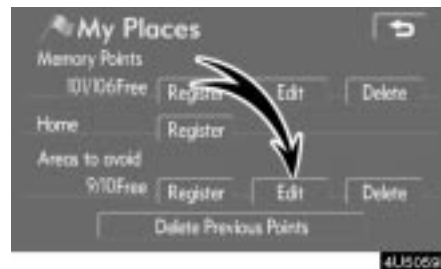 My Places
Memory Points
101/106Free Register Edit Delete
Home Register
Areas to avoid
9/10Free Register Edit Delete
Delete Previous Points
4U5059